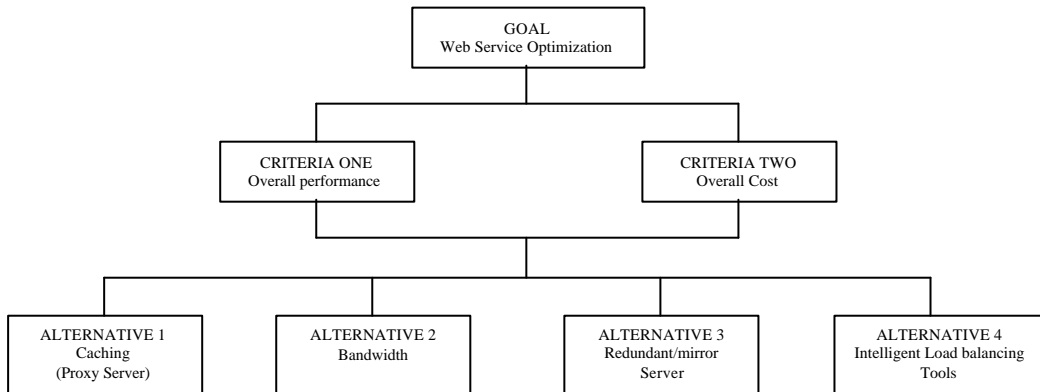 GOAL
Web Service Optimization
CRITERIA ONE
Overall performance
CRITERIA TWO
Overall Cost
ALTERNATIVE 1
Caching
(Proxy Server)
ALTERNATIVE 2
Bandwidth
ALTERNATIVE 3
Redundant/mirror
Server
ALTERNATIVE 4
Intelligent Load balancing
Tools